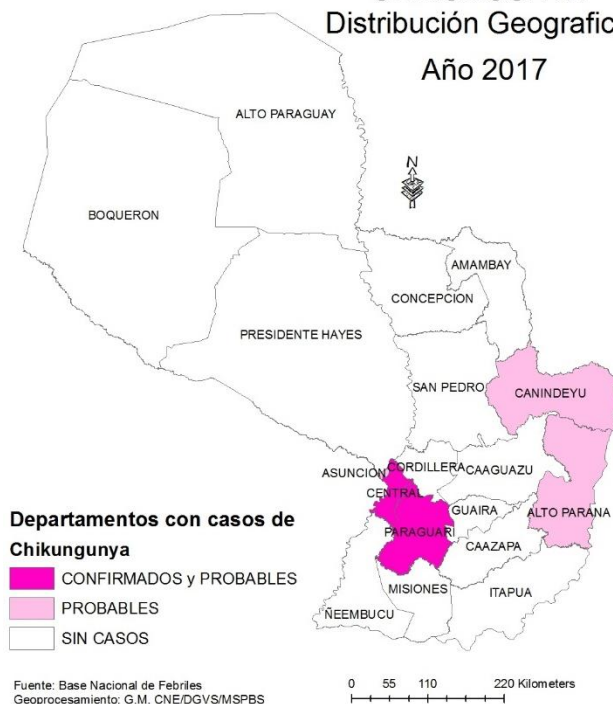 Distribución Geografic
Año 2017
N
ALTO PARAGUAY
BOQUERON
AMAMBAY
CONCEPCION
PRESIDENTE HAYES
SAN PEDRO
CANINDEYU
ASUNCION
CORDILLERA
CAAGUAZU
CENTRAL
GUAIRA
ALTO PARANA
PARAGUARI
CAAZAPA
MISIONES
ITAPUA
ÑEEMBUCU
Departamentos con casos de
Chikungunya
CONFIRMADOS y PROBABLES
PROBABLES
SIN CASOS
Fuente: Base Nacional de Febriles
Geoprocesamiento: G.M. CNE/DGVS/MSPBS
0 55 110 220 Kilometers